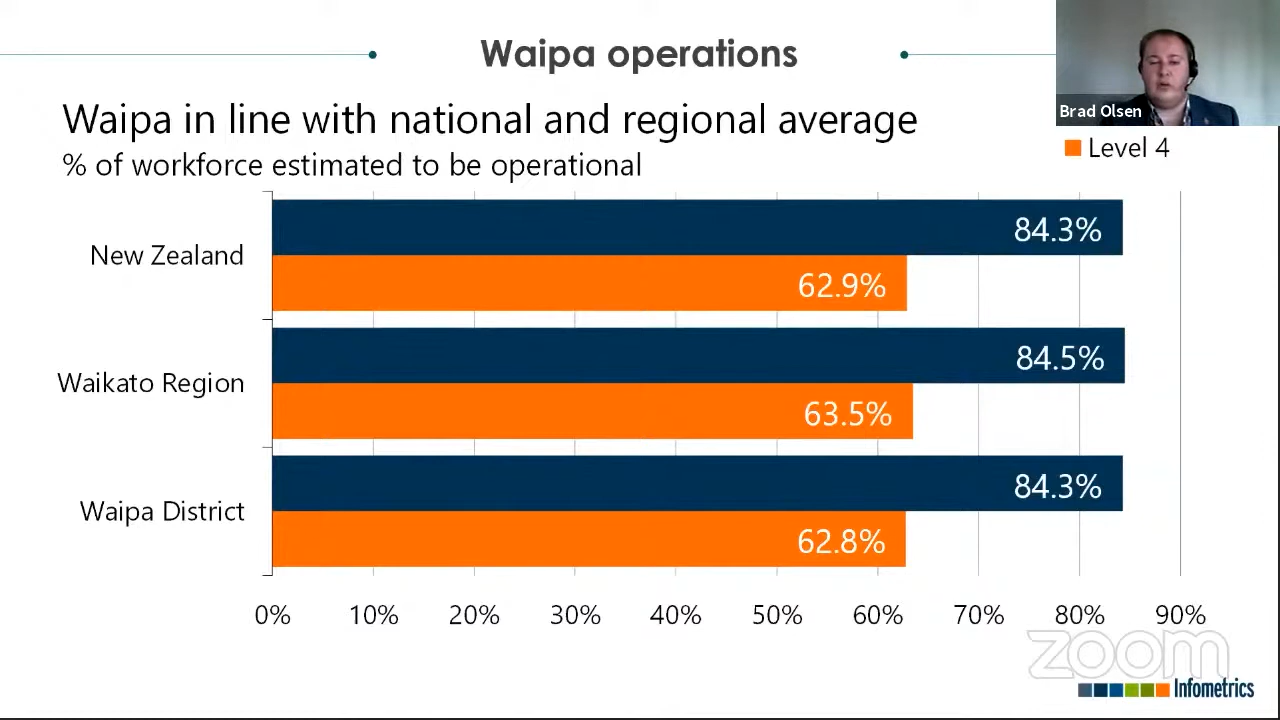 Waipa operations
Brad Olsen
Waipa in line with national and regional average
Level 4
% of workforce estimated to be operational
New Zealand
84.3%
62.9%
Waikato Region
84.5%
63.5%
Waipa District
84.3%
62.8%
0% 10% 20% 30% 40% 50% 60% 70% 80% 90%
zoom
Infometrics